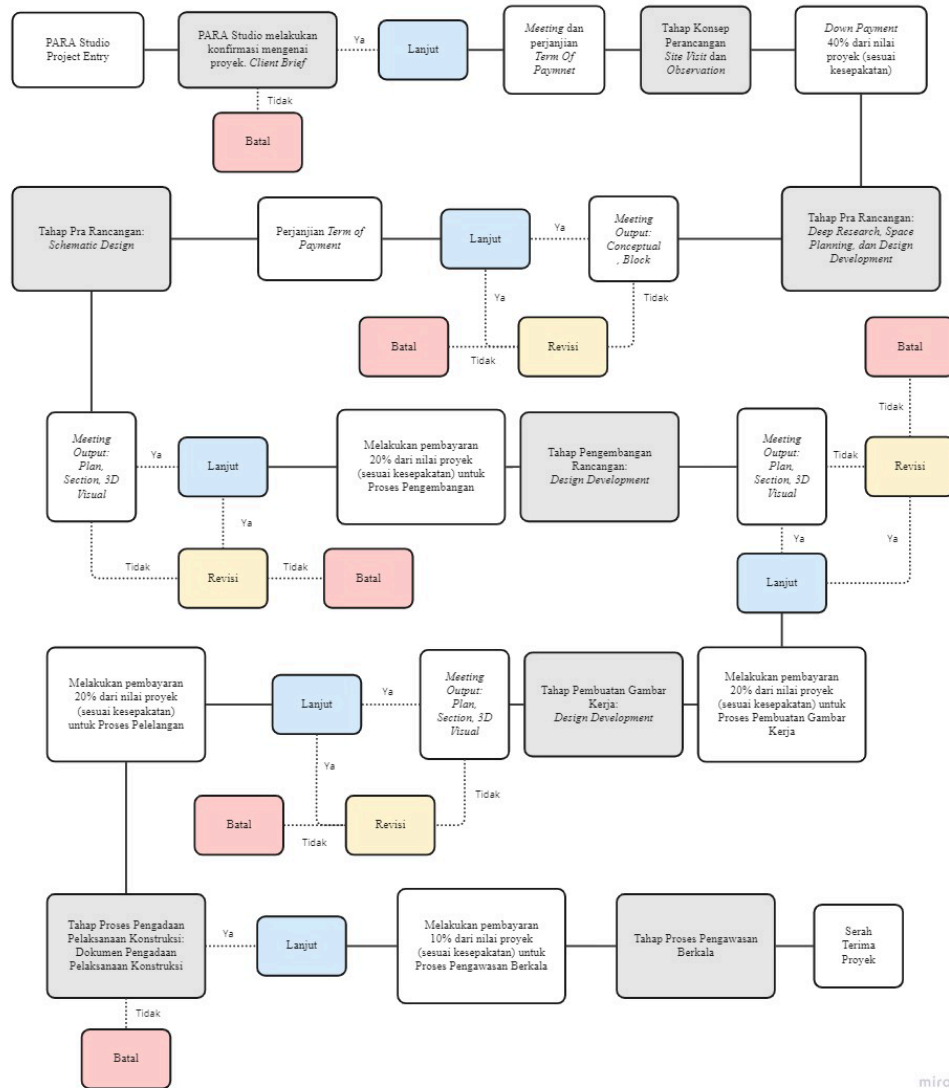 PARA Studio
Project Entry
PARA Studio melakukan
konfirmasi mengenai
proyek. Client Brief
Ya
Lanjut
Meeting dan
perjanjian
Term Of
Paymnet
Tahap Konsep
Perancangan
Site Visit dan
Observation
Down Payment
40% dari nilai
proyek (sesuai
kesepakatan)
Tidak
Batal
Tahap Pra Rancangan:
Schematic Design
Perjanjian Term of
Payment
Lanjut
Ya
Meeting
Output:
Conceptual
, Block
Tahap Pra Rancangan:
Deep Research, Space
Planning, dan Design
Development
Ya
Tidak
Batal
Tidak
Revisi
Batal
Tidak
Meeting
Output:
Plan,
Section, 3D
Visual
Ya
Lanjut
Melakukan pembayaran
20% dari nilai proyek
(sesuai kesepakatan) untuk
Proses Pengembangan
Tahap Pengembangan
Rancangan:
Design Development
Meeting
Output:
Plan,
Section, 3D
Visual
Tidak
Revisi
Ya
Ya
Ya
Tidak
Revisi
Tidak
Batal
Lanjut
Melakukan pembayaran
20% dari nilai proyek
(sesuai kesepakatan)
untuk Proses Pelelangan
Lanjut
Ya
Meeting
Output:
Plan,
Section, 3D
Visual
Tahap Pembuatan Gambar
Kerja:
Design Development
Melakukan pembayaran
20% dari nilai proyek
(sesuai kesepakatan) untuk
Proses Pembuatan Gambar
Kerja
Ya
Tidak
Batal
Tidak
Revisi
Tahap Proses Pengadaan
Pelaksanaan Konstruksi:
Dokumen Pengadaan
Pelaksanaan Konstruksi
Ya
Lanjut
Melakukan pembayaran
10% dari nilai proyek
(sesuai kesepakatan) untuk
Proses Pengawasan Berkala
Tahap Proses Pengawasan
Berkala
Serah
Terima
Proyek
Tidak
Batal
miro